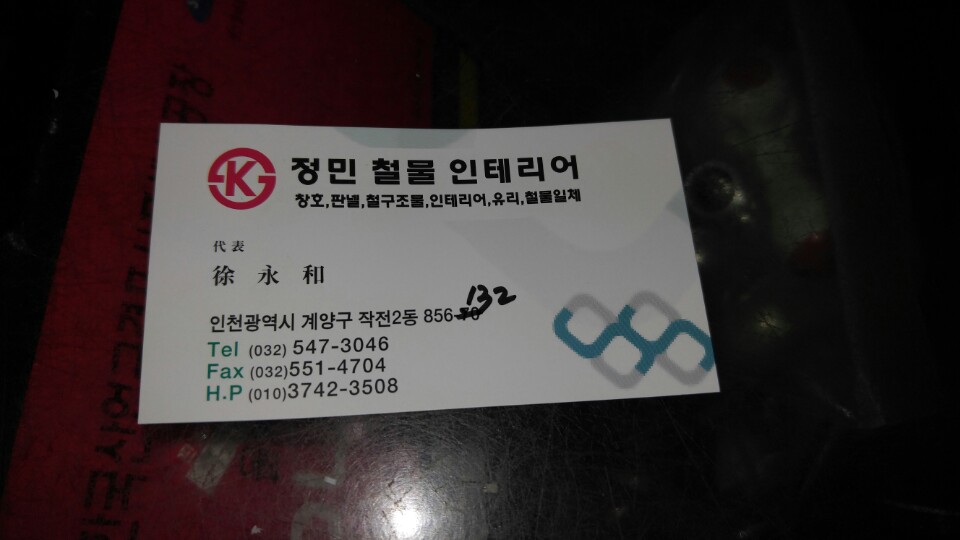 정민 철물 인테리어
창호,판넬,철구조물,인테리어,유리,철물일체
代表
徐 永 和
인천광역시 계양구 작전2동 856-132
Tel (032) 547-3046
Fax (032)551-4704
H.P (010)3742-3508